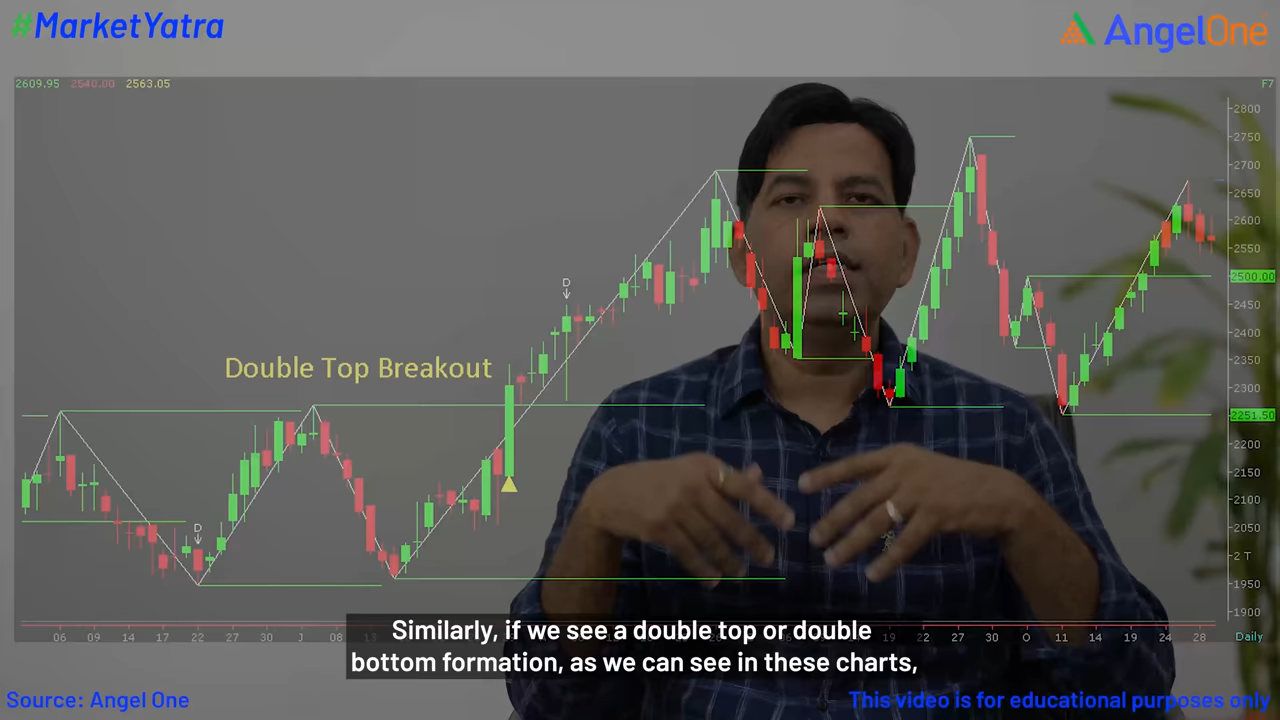 #MarketYatra
AngelOne
2609.95 2540.00 2563.05
F7
2800
2750
2700
2650
2600
2550
2500.00
2450
2400
2350
2300
2251.50
2200
2150
2100
2050
2 T
1950
1900
D
Double Top Breakout
D
06 09 14 16 22 27 30 J 08 22 27 30 O 11 14 19 24 28
Daily
Similarly, if we see a double top or double
bottom formation, as we can see in these charts,
Source: Angel One
This video is for educational purposes only